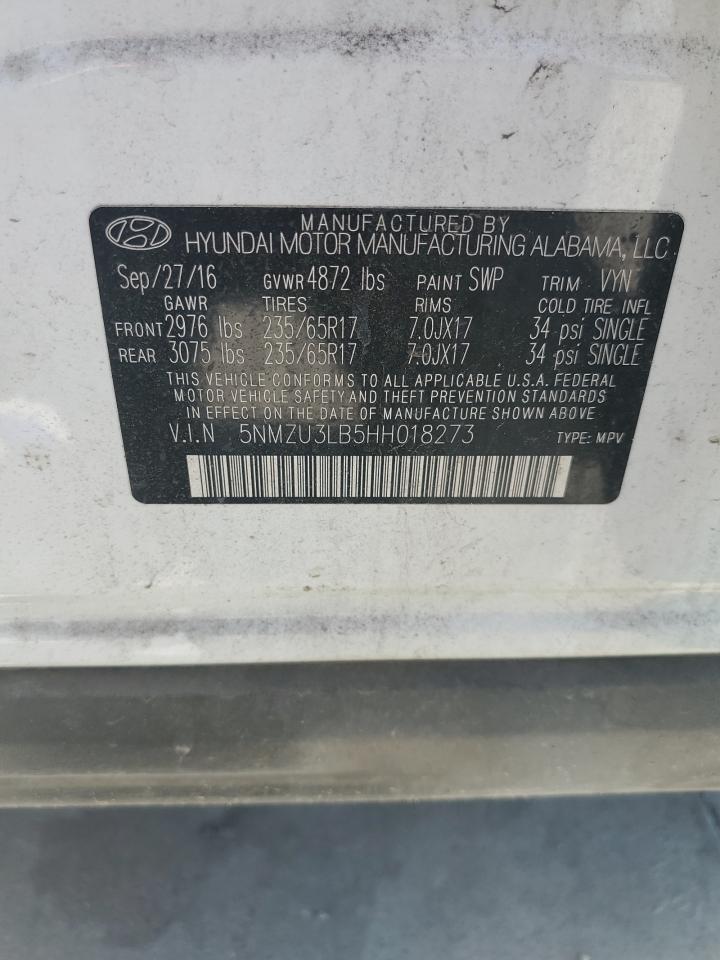 MANUFACTURED BY
HYUNDAI MOTOR MANUFACTURING ALABAMA, LLC
Sep/27/16 GVWR 4872 lbs PAINT SWP TRIM VYN
GAWR TIRES RIMS COLD TIRE INFL
FRONT 2976 lbs 235/65R17 7.0JX17 34 psi SINGLE
REAR 3075 lbs 235/65R17 7.0JX17 34 psi SINGLE
THIS VEHICLE CONFORMS TO ALL APPLICABLE U.S.A. FEDERAL
MOTOR VEHICLE SAFETY AND THEFT PREVENTION STANDARDS
IN EFFECT ON THE DATE OF MANUFACTURE SHOWN ABOVE.
V.I.N 5NMZU3LB5HH018273 TYPE: MPV